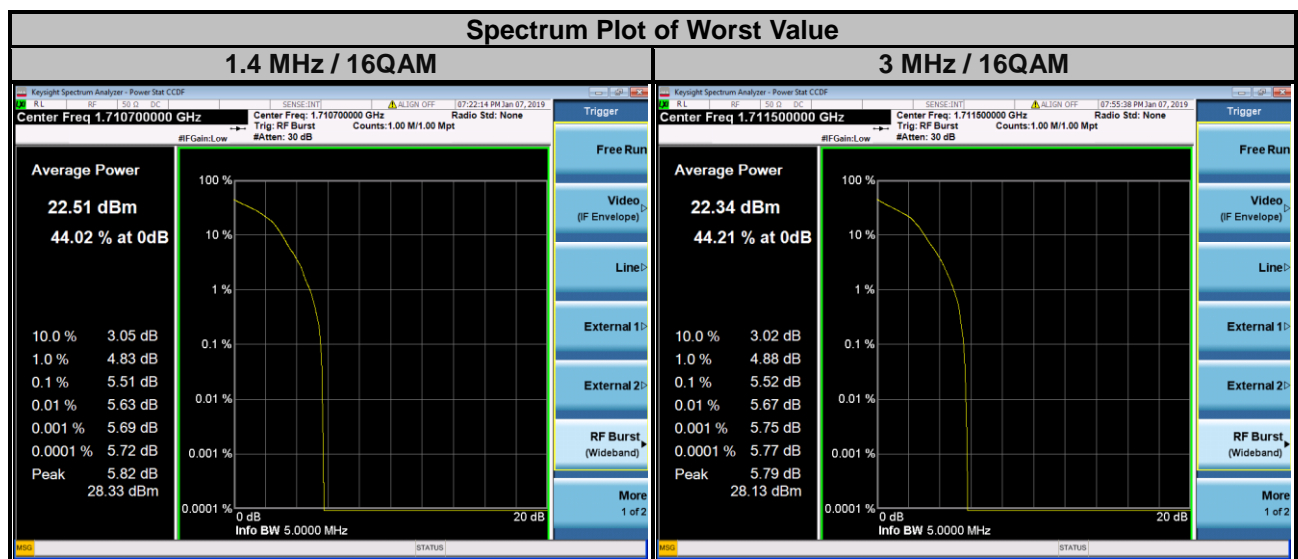 Spectrum Plot of Worst Value
1.4 MHz / 16QAM
3 MHz / 16QAM
Keysight Spectrum Analyzer - Power Stat CCDF
RL RF 50 Ω DC SENSE:INT ALIGN OFF 07:22:14 PM Jan 07, 2019
Center Freq 1.710700000 GHz
Center Freq: 1.710700000 GHz Radio Std: None
Trig: RF Burst Counts:1.00 M/1.00 Mpt
#IFGain:Low #Atten: 30 dB
Average Power
22.51 dBm
44.02 % at 0dB
10.0 % 3.05 dB
1.0 % 4.83 dB
0.1 % 5.51 dB
0.01 % 5.63 dB
0.001 % 5.69 dB
0.0001 % 5.72 dB
Peak 5.82 dB
28.33 dBm
100 %
10 %
1 %
0.1 %
0.01 %
0.001 %
0.0001 %
0 dB 20 dB
Info BW 5.0000 MHz
Trigger
Free Run
Video
(IF Envelope)
Line
External 1
External 2
RF Burst
(Wideband)
More
1 of 2
MSG STATUS
Keysight Spectrum Analyzer - Power Stat CCDF
RL RF 50 Ω DC SENSE:INT ALIGN OFF 07:55:38 PM Jan 07, 2019
Center Freq 1.711500000 GHz
Center Freq: 1.711500000 GHz Radio Std: None
Trig: RF Burst Counts:1.00 M/1.00 Mpt
#IFGain:Low #Atten: 30 dB
Average Power
22.34 dBm
44.21 % at 0dB
10.0 % 3.02 dB
1.0 % 4.88 dB
0.1 % 5.52 dB
0.01 % 5.67 dB
0.001 % 5.75 dB
0.0001 % 5.77 dB
Peak 5.79 dB
28.13 dBm
100 %
10 %
1 %
0.1 %
0.01 %
0.001 %
0.0001 %
0 dB 20 dB
Info BW 5.0000 MHz
Trigger
Free Run
Video
(IF Envelope)
Line
External 1
External 2
RF Burst
(Wideband)
More
1 of 2
MSG STATUS